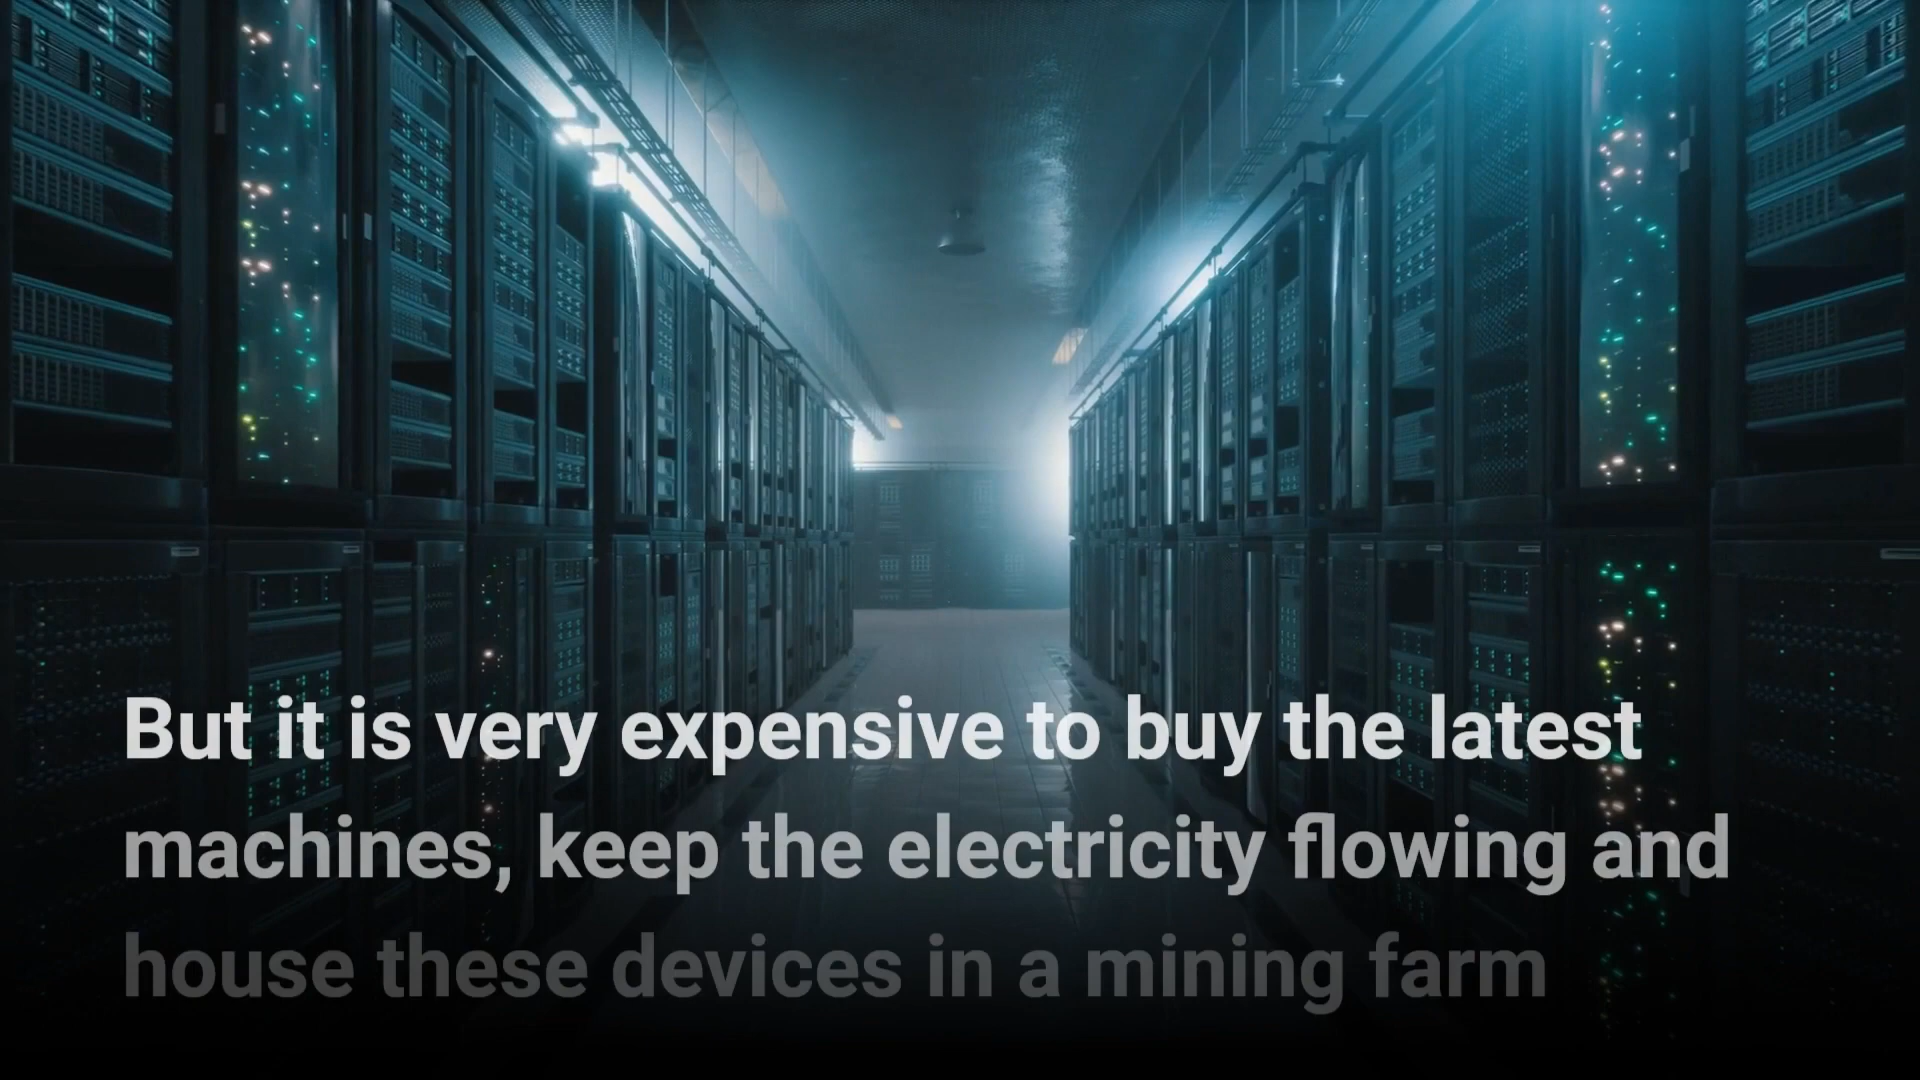 But it is very expensive to buy the latest
machines, keep the electricity flowing and
house these devices in a mining farm